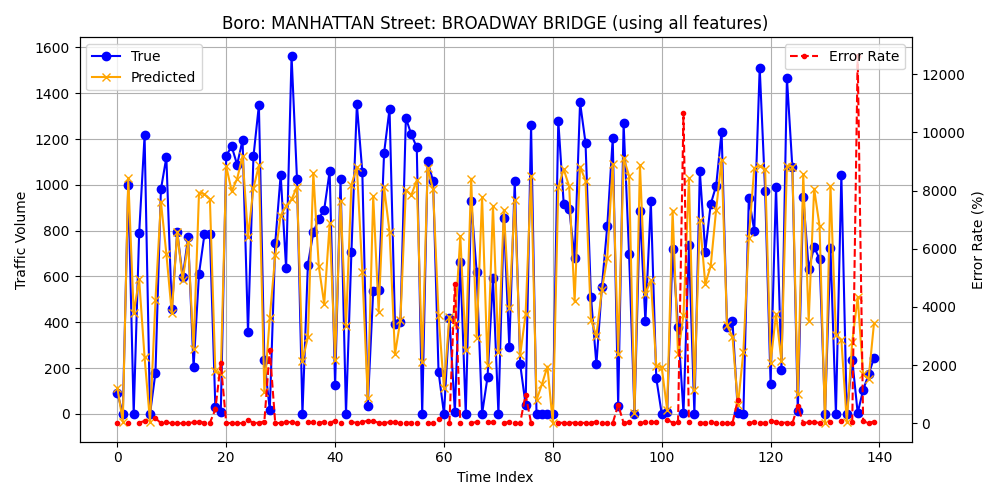 Boro: MANHATTAN Street: BROADWAY BRIDGE (using all features)
True
Predicted
Error Rate
1600
1400
1200
1000
800
600
400
200
0
Traffic Volume
12000
10000
8000
6000
4000
2000
0
Error Rate (%)
0 20 40 60 80 100 120 140
Time Index